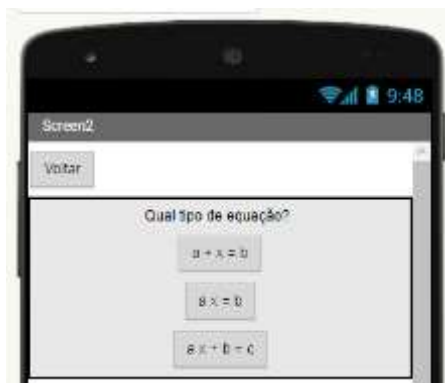 9:48
Screen2
Voltar
Qual tipo de equação?
a + x = b
a x = b
a x + b = c